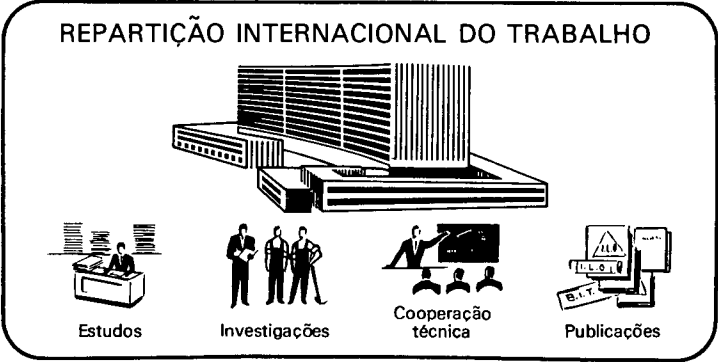 REPARTIÇÃO INTERNACIONAL DO TRABALHO
I.L.O
I.L.O.
B.I.T.
Estudos
Investigações
Cooperação
técnica
Publicações